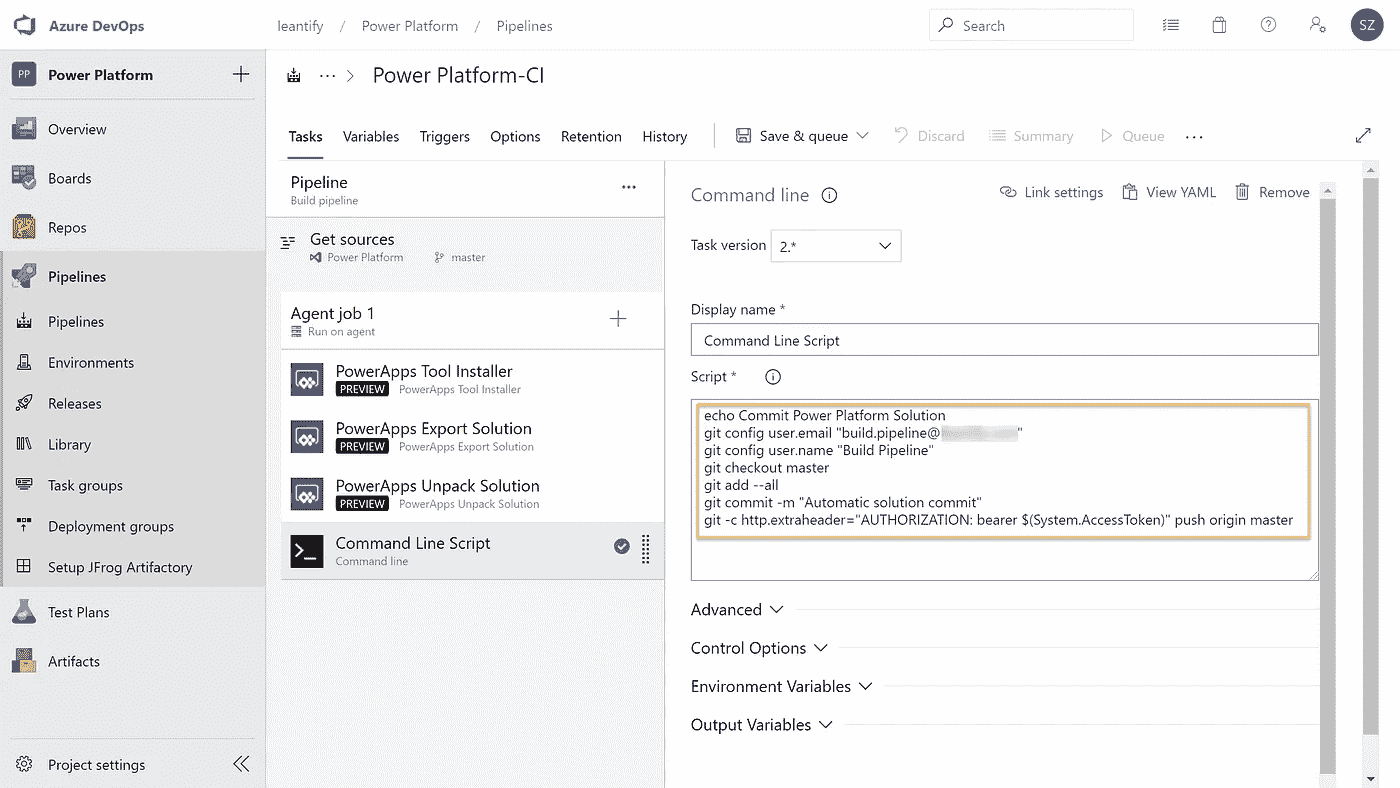 Azure DevOps
leantify / Power Platform / Pipelines
Search
SZ
PP Power Platform
Overview
Boards
Repos
Pipelines
Pipelines
Environments
Releases
Library
Task groups
Deployment groups
Setup JFrog Artifactory
Test Plans
Artifacts
Project settings
··· > Power Platform-CI
Tasks Variables Triggers Options Retention History Save & queue Discard Summary Queue ···
Pipeline
Build pipeline
Get sources
Power Platform master
Agent job 1
Run on agent
PowerApps Tool Installer
PREVIEW PowerApps Tool Installer
PowerApps Export Solution
PREVIEW PowerApps Export Solution
PowerApps Unpack Solution
PREVIEW PowerApps Unpack Solution
Command Line Script
Command line
Command line
Link settings View YAML Remove
Task version 2.*
Display name *
Command Line Script
Script *
echo Commit Power Platform Solution
git config user.email "build.pipeline@ "
git config user.name "Build Pipeline"
git checkout master
git add --all
git commit -m "Automatic solution commit"
git -c http.extraheader="AUTHORIZATION: bearer $(System.AccessToken)" push origin master
Advanced
Control Options
Environment Variables
Output Variables